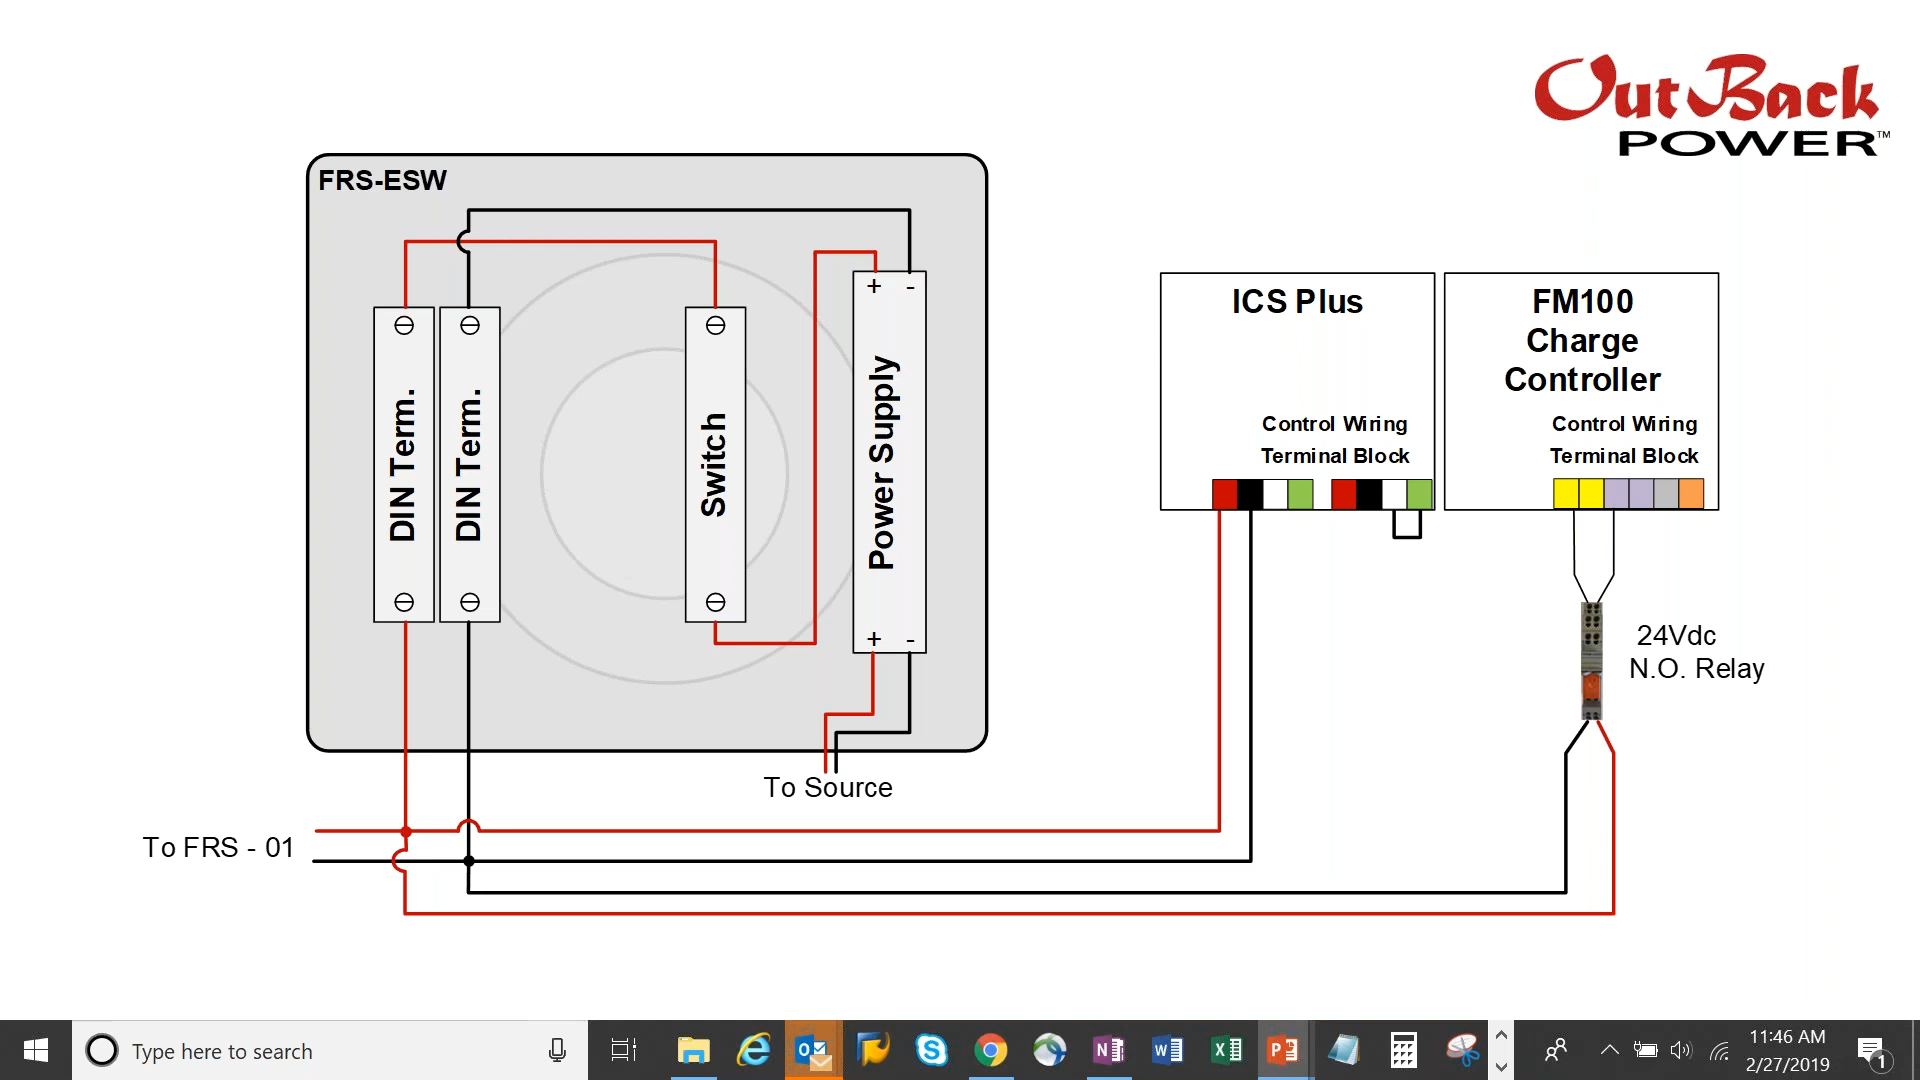 OutBack
POWER™
FRS-ESW
+ -
DIN Term.
DIN Term.
Switch
Power Supply
+ -
To Source
To FRS - 01
ICS Plus
Control Wiring
Terminal Block
FM100
Charge
Controller
Control Wiring
Terminal Block
24Vdc
N.O. Relay
Type here to search
11:46 AM
2/27/2019
1